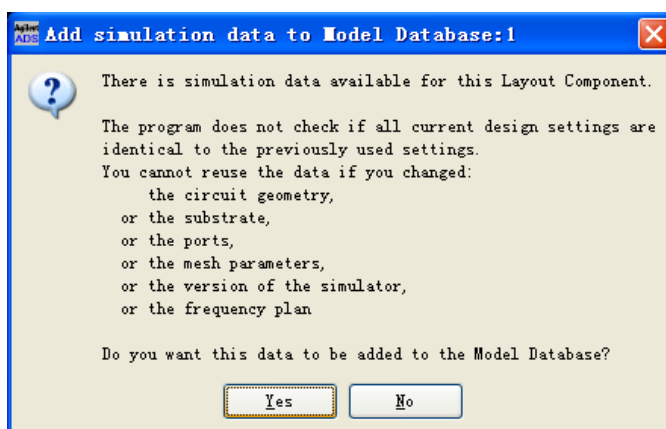 Agilent
ADS
Add simulation data to Model Database:1
There is simulation data available for this Layout Component.
The program does not check if all current design settings are
identical to the previously used settings.
You cannot reuse the data if you changed:
the circuit geometry,
or the substrate,
or the ports,
or the mesh parameters,
or the version of the simulator,
or the frequency plan
Do you want this data to be added to the Model Database?
Yes No